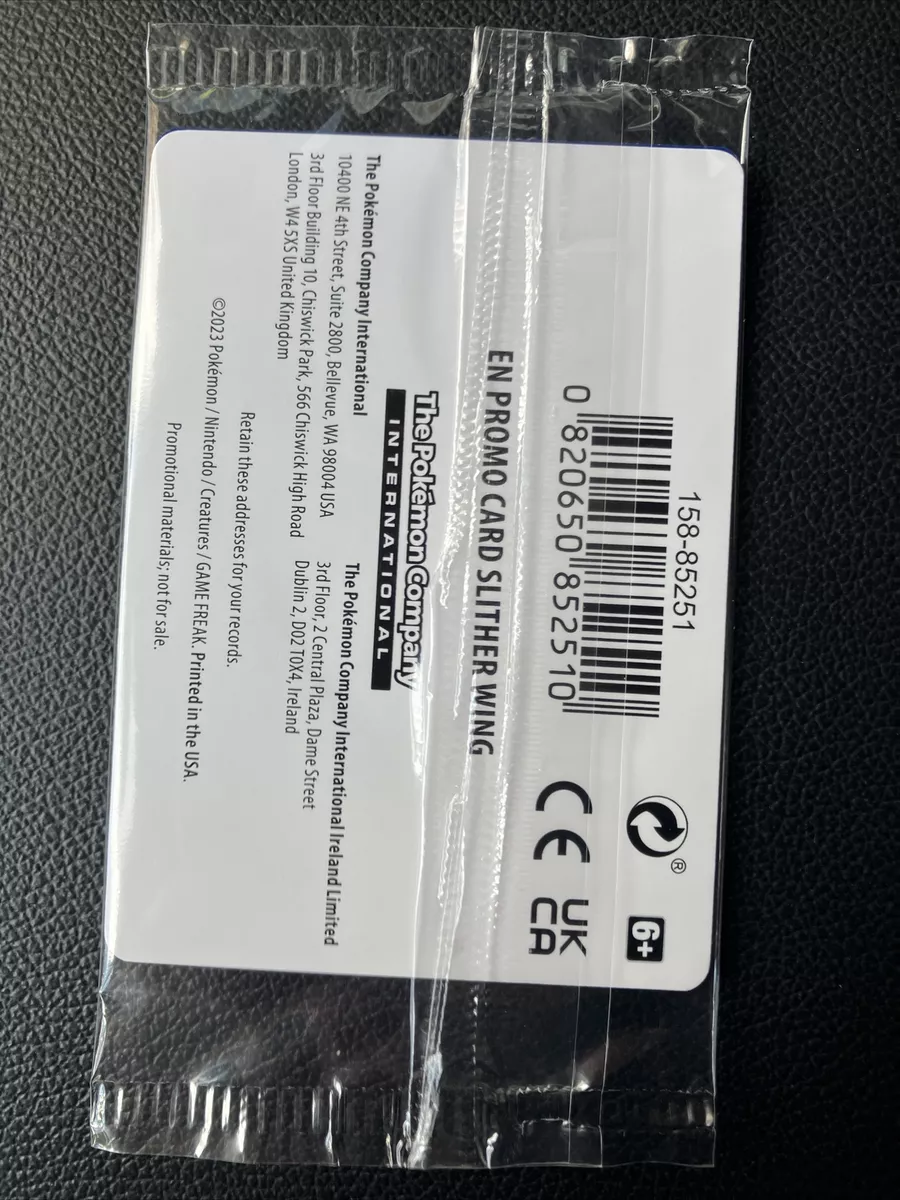 158-85251
0 820650 85251 0
®
6+
CE
UK
CA
EN PROMO CARD SLITHER WING
The Pokémon Company
INTERNATIONAL
The Pokémon Company International
10400 NE 4th Street, Suite 2800, Bellevue, WA 98004 USA
3rd Floor Building 10, Chiswick Park, 566 Chiswick High Road
London, W4 5XS United Kingdom
The Pokémon Company International Ireland Limited
3rd Floor, 2 Central Plaza, Dame Street
Dublin 2, D02 T0X4, Ireland
Retain these addresses for your records.
©2023 Pokémon / Nintendo / Creatures / GAME FREAK. Printed in the USA.
Promotional materials; not for sale.